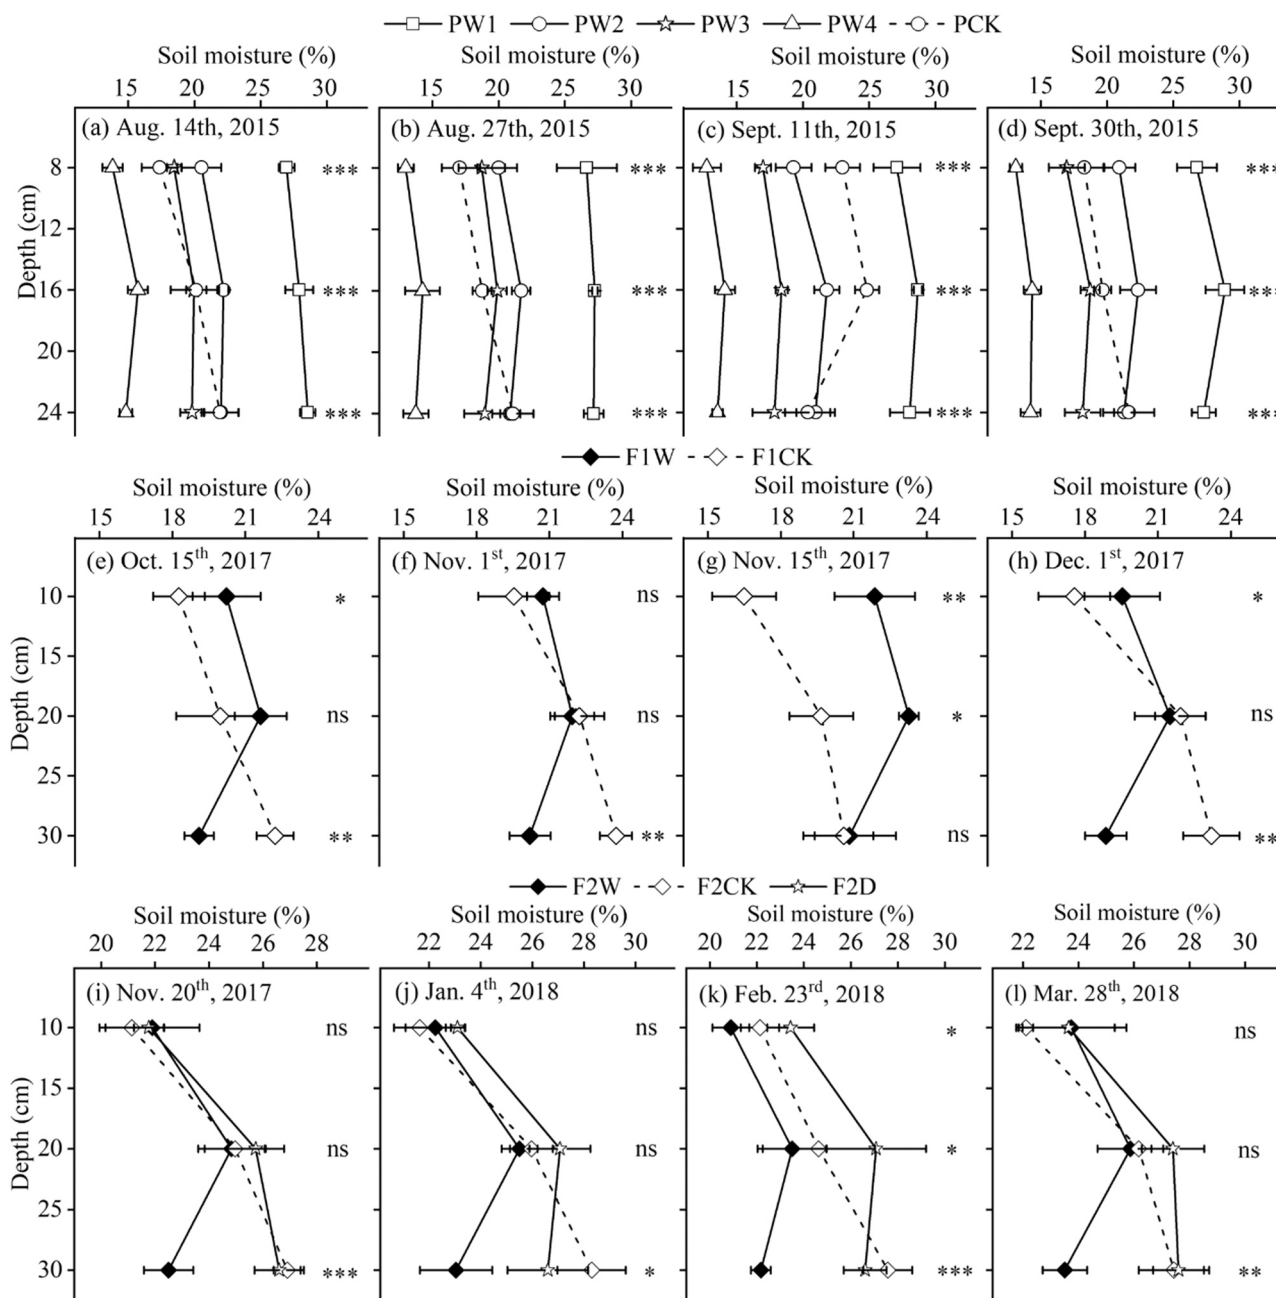 PW1 PW2 PW3 PW4 PCK
Soil moisture (%) Soil moisture (%) Soil moisture (%) Soil moisture (%)
15 20 25 30 15 20 25 30 15 20 25 30 15 20 25 30
(a) Aug. 14th, 2015 (b) Aug. 27th, 2015 (c) Sept. 11th, 2015 (d) Sept. 30th, 2015
8 *** *** *** ***
12
16 *** *** *** ***
20
24 *** *** *** ***
Depth (cm)
F1W F1CK
Soil moisture (%) Soil moisture (%) Soil moisture (%) Soil moisture (%)
15 18 21 24 15 18 21 24 15 18 21 24 15 18 21 24
(e) Oct. 15th, 2017 (f) Nov. 1st, 2017 (g) Nov. 15th, 2017 (h) Dec. 1st, 2017
10 * ns ** *
15
20 ns ns * ns
25
30 ** ** ns **
Depth (cm)
F2W F2CK F2D
Soil moisture (%) Soil moisture (%) Soil moisture (%) Soil moisture (%)
20 22 24 26 28 22 24 26 28 30 20 22 24 26 28 30 22 24 26 28 30
(i) Nov. 20th, 2017 (j) Jan. 4th, 2018 (k) Feb. 23rd, 2018 (l) Mar. 28th, 2018
10 ns ns * ns
15
20 ns ns * ns
25
30 *** * *** **
Depth (cm)